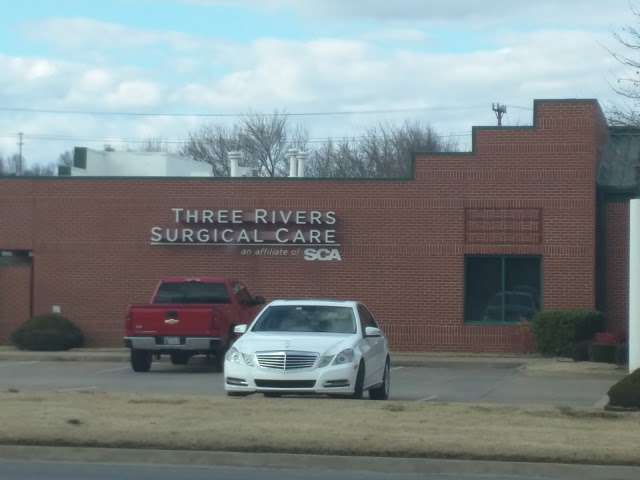 THREE RIVERS
SURGICAL CARE
an affiliate of SCA